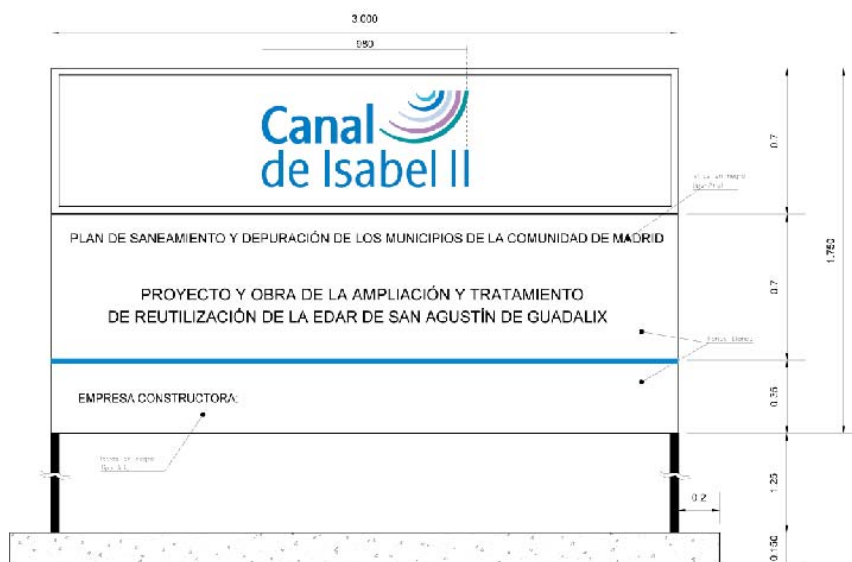 3.000
980
Canal
de Isabel II
0.7
PLAN DE SANEAMIENTO Y DEPURACIÓN DE LOS MUNICIPIOS DE LA COMUNIDAD DE MADRID
1.750
PROYECTO Y OBRA DE LA AMPLIACIÓN Y TRATAMIENTO
0.7
DE REUTILIZACIÓN DE LA EDAR DE SAN AGUSTÍN DE GUADALIX
EMPRESA CONSTRUCTORA:
0.35
1.25
0.2
0.150